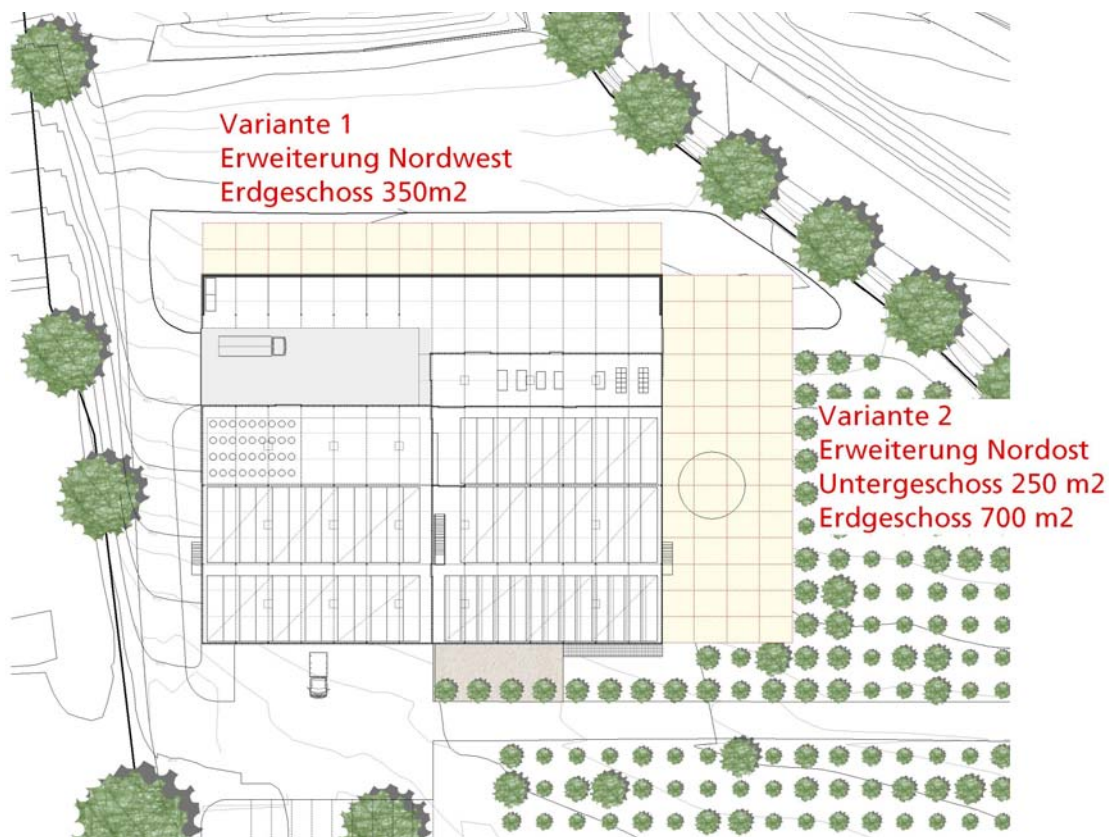 Variante 1
Erweiterung Nordwest
Erdgeschoss 350m2
Variante 2
Erweiterung Nordost
Untergeschoss 250 m2
Erdgeschoss 700 m2